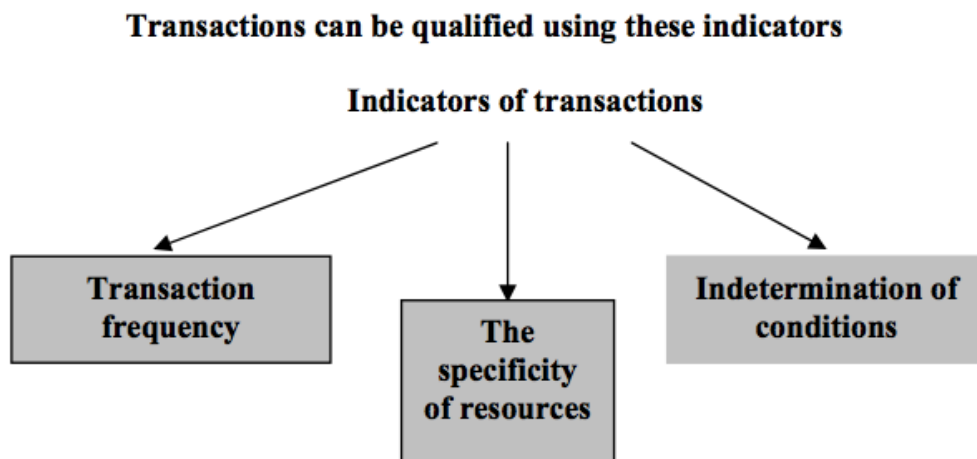 Transactions can be qualified using these indicators
Indicators of transactions
Transaction
frequency
The
specificity
of resources
Indetermination of
conditions